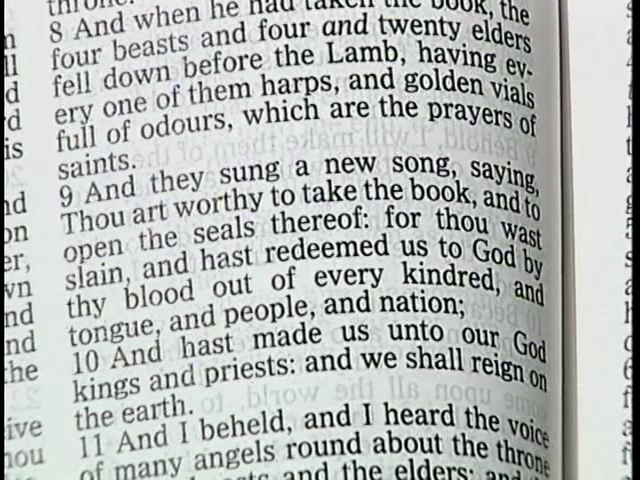 throne.
8 And when he had taken the book, the
four beasts and four and twenty elders
fell down before the Lamb, having ev-
ery one of them harps, and golden vials
full of odours, which are the prayers of
saints.
9 And they sung a new song, saying,
Thou art worthy to take the book, and to
open the seals thereof: for thou wast
slain, and hast redeemed us to God by
thy blood out of every kindred, and
tongue, and people, and nation;
10 And hast made us unto our God
kings and priests: and we shall reign on
the earth.
11 And I beheld, and I heard the voice
of many angels round about the throne
and the elders: and